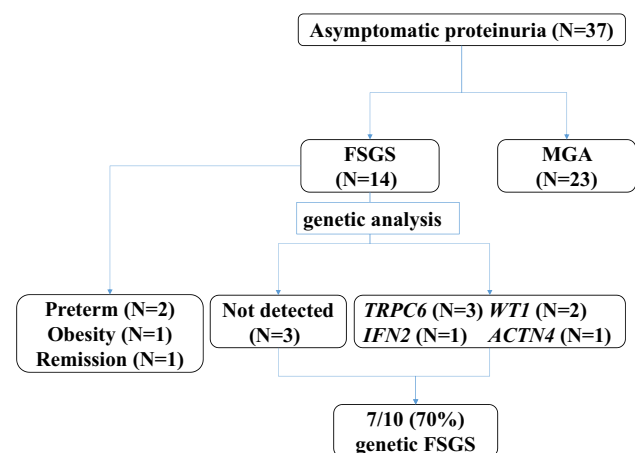 Asymptomatic proteinuria (N=37)
FSGS
(N=14)
MGA
(N=23)
genetic analysis
Preterm (N=2)
Obesity (N=1)
Remission (N=1)
Not detected
(N=3)
TRPC6 (N=3) WT1 (N=2)
IFN2 (N=1) ACTN4 (N=1)
7/10 (70%)
genetic FSGS